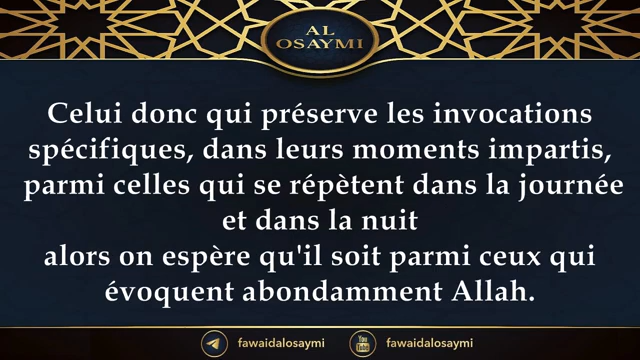 AL
OSAYMI
Celui donc qui préserve les invocations
spécifiques, dans leurs moments impartis,
parmi celles qui se répètent dans la journée
et dans la nuit
alors on espère qu'il soit parmi ceux qui
évoquent abondamment Allah.
fawaidalosaymi
You
Tube
fawaidalosaymi